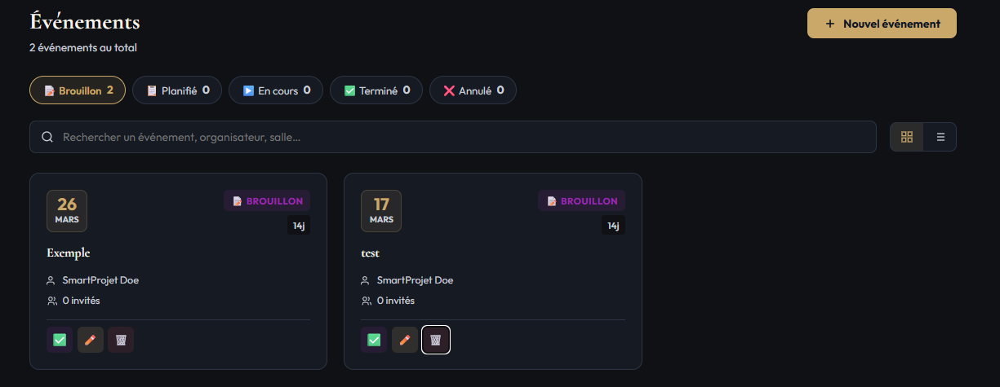 Événements
+ Nouvel événement
2 événements au total
📝 Brouillon 2
📋 Planifié 0
▶️ En cours 0
✅ Terminé 0
❌ Annulé 0
Rechercher un événement, organisateur, salle…
26
MARS
📝 BROUILLON
14j
Exemple
SmartProjet Doe
0 invités
17
MARS
📝 BROUILLON
14j
test
SmartProjet Doe
0 invités